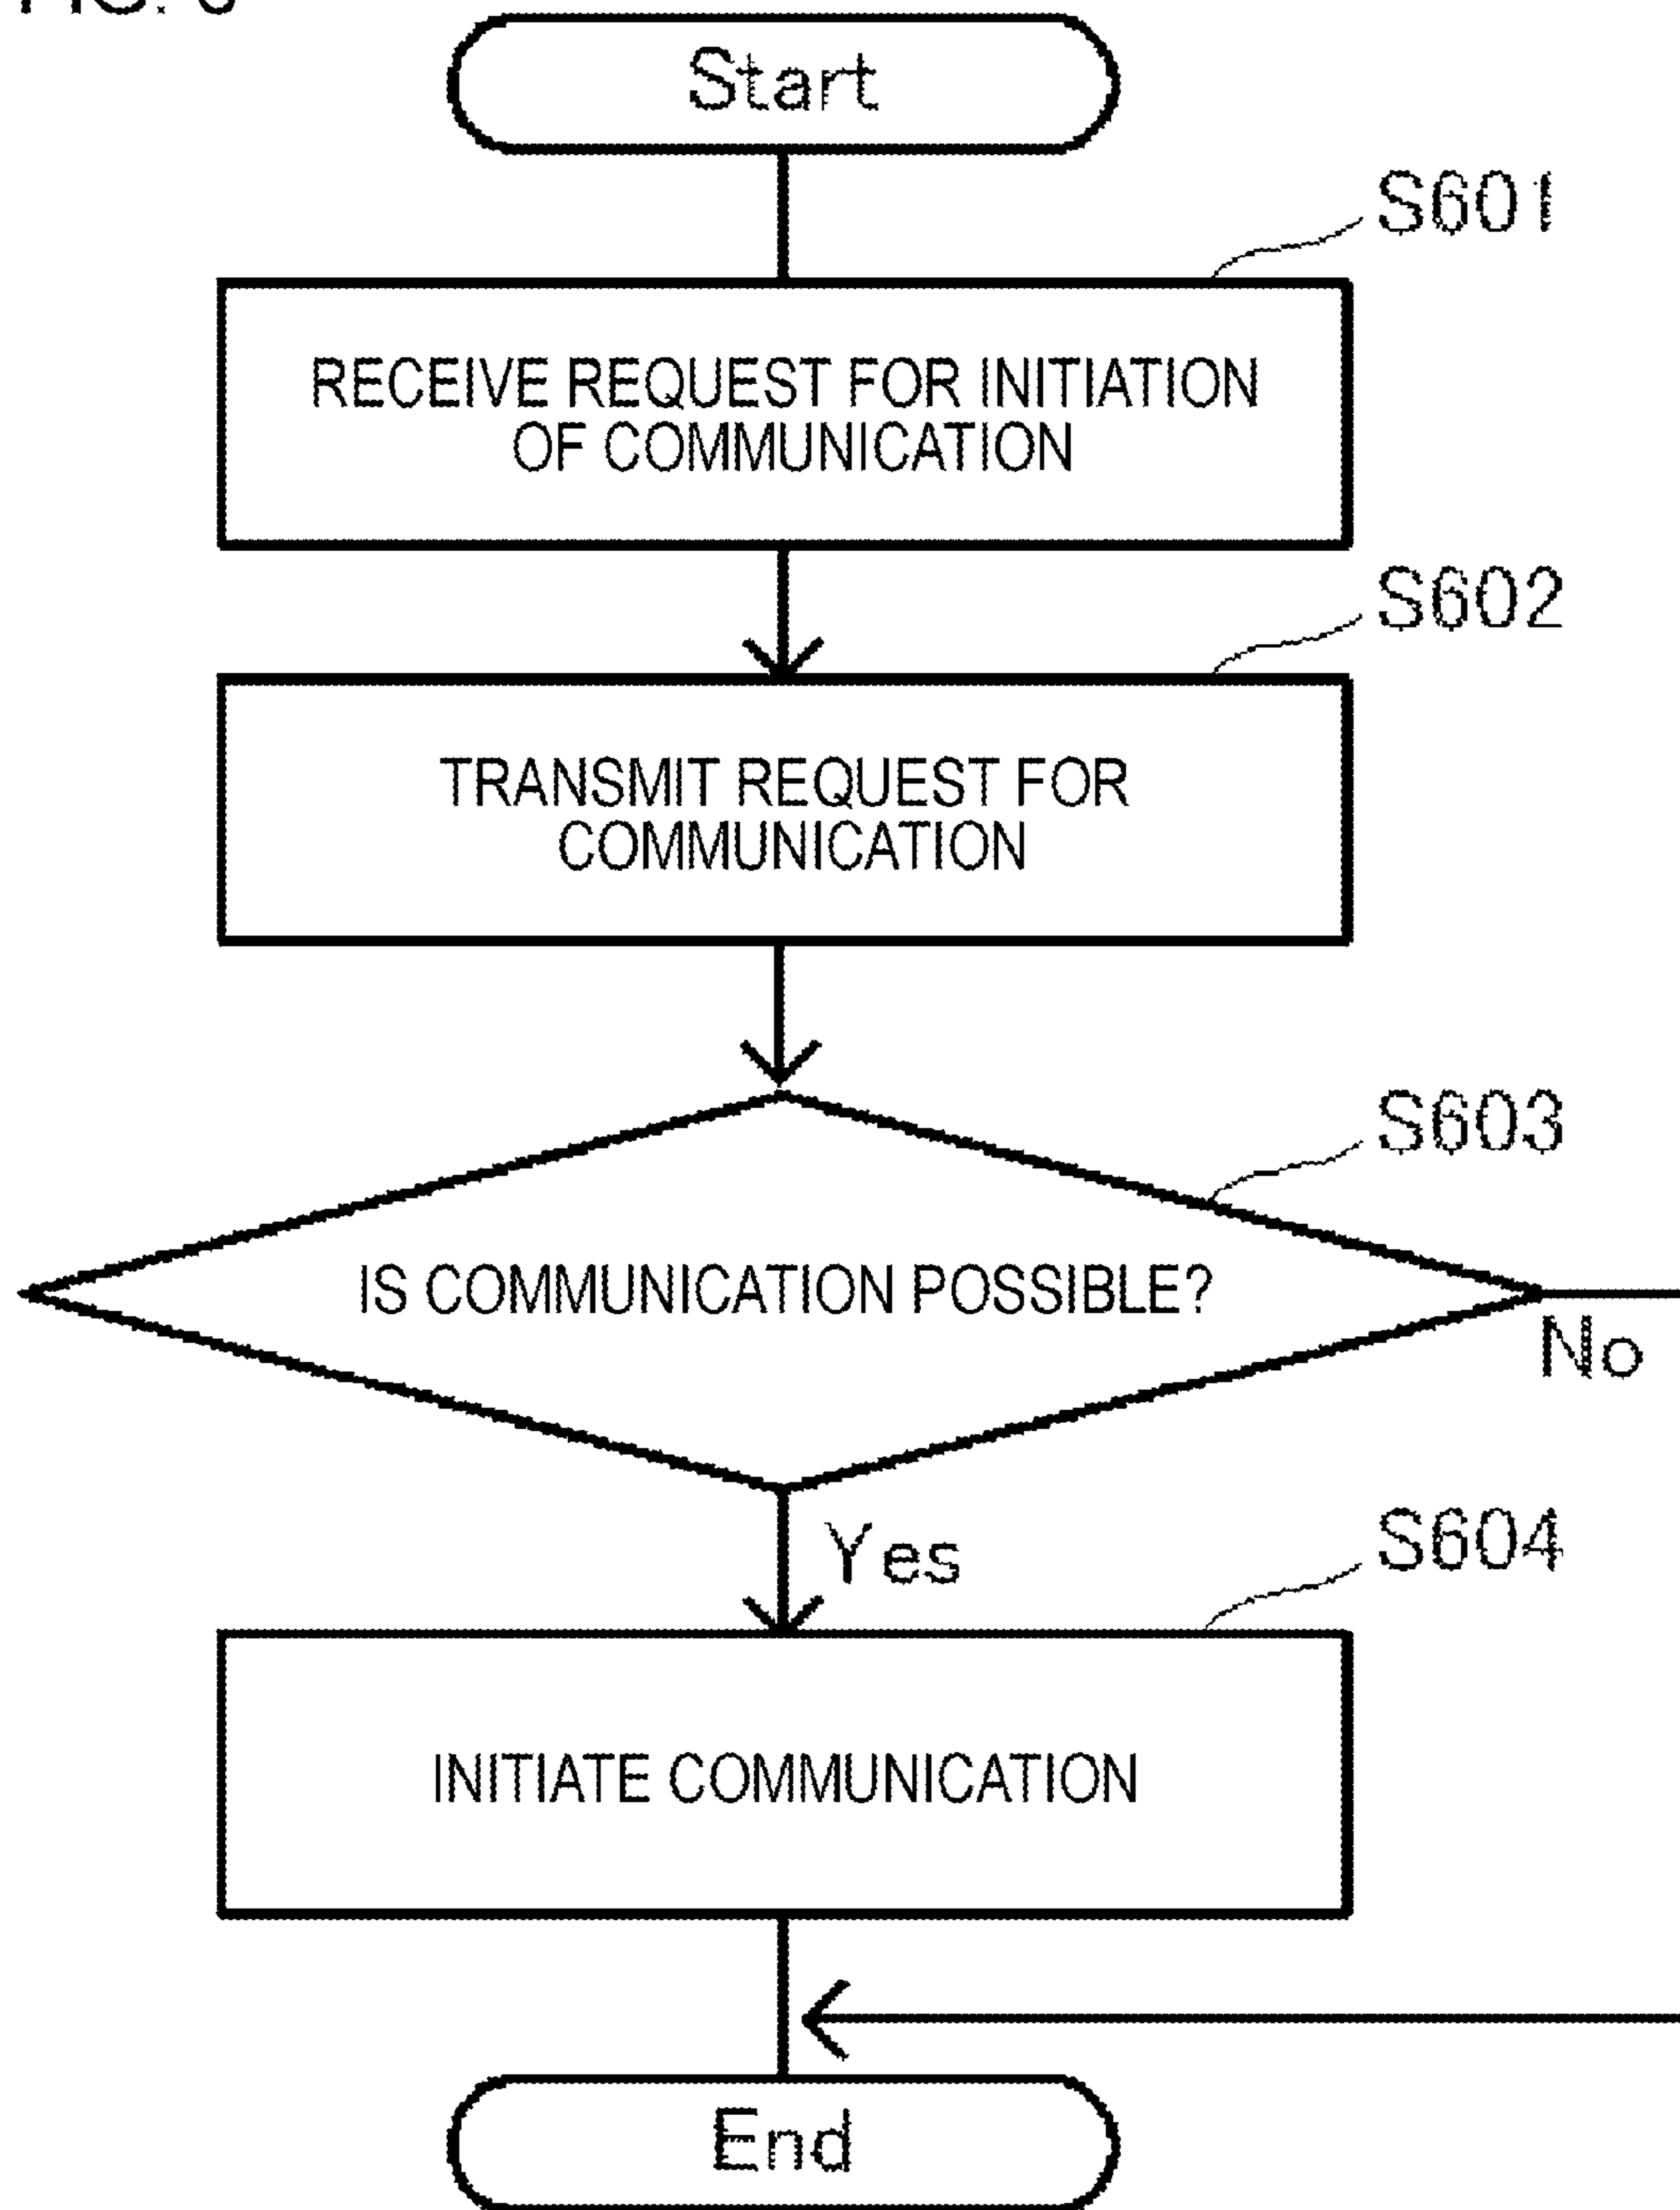 Start
S601
RECEIVE REQUEST FOR INITIATION
OF COMMUNICATION
S602
TRANSMIT REQUEST FOR
COMMUNICATION
S603
IS COMMUNICATION POSSIBLE?
No
Yes
S604
INITIATE COMMUNICATION
End